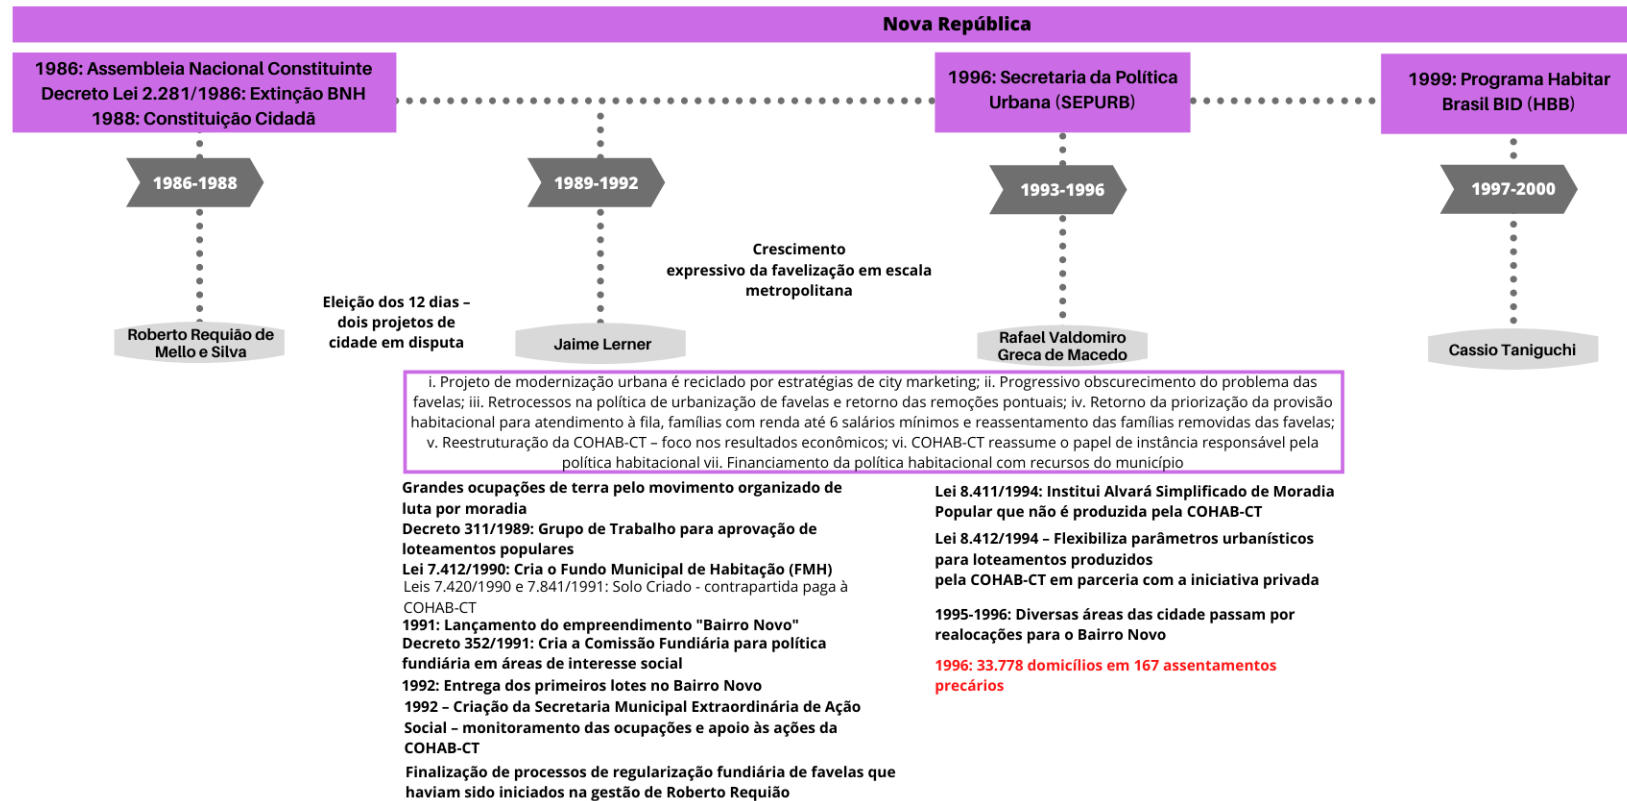 Nova República
1986: Assembleia Nacional Constituinte
Decreto Lei 2.281/1986: Extinção BNH
1988: Constituição Cidadã
1996: Secretaria da Política
Urbana (SEPURB)
1999: Programa Habitar
Brasil BID (HBB)
1986-1988
1989-1992
1993-1996
1997-2000
Crescimento
expressivo da favelização em escala
metropolitana
Eleição dos 12 dias –
dois projetos de
cidade em disputa
Roberto Requião de
Mello e Silva
Jaime Lerner
Rafael Valdomiro
Greca de Macedo
Cassio Taniguchi
i. Projeto de modernização urbana é reciclado por estratégias de city marketing; ii. Progressivo obscurecimento do problema das
favelas; iii. Retrocessos na política de urbanização de favelas e retorno das remoções pontuais; iv. Retorno da priorização da provisão
habitacional para atendimento à fila, famílias com renda até 6 salários mínimos e reassentamento das famílias removidas das favelas;
v. Reestruturação da COHAB-CT – foco nos resultados econômicos; vi. COHAB-CT reassume o papel de instância responsável pela
política habitacional vii. Financiamento da política habitacional com recursos do município
Grandes ocupações de terra pelo movimento organizado de
luta por moradia
Decreto 311/1989: Grupo de Trabalho para aprovação de
loteamentos populares
Lei 7.412/1990: Cria o Fundo Municipal de Habitação (FMH)
Leis 7.420/1990 e 7.841/1991: Solo Criado - contrapartida paga à
COHAB-CT
1991: Lançamento do empreendimento "Bairro Novo"
Decreto 352/1991: Cria a Comissão Fundiária para política
fundiária em áreas de interesse social
1992: Entrega dos primeiros lotes no Bairro Novo
1992 – Criação da Secretaria Municipal Extraordinária de Ação
Social – monitoramento das ocupações e apoio às ações da
COHAB-CT
Finalização de processos de regularização fundiária de favelas que
haviam sido iniciados na gestão de Roberto Requião
Lei 8.411/1994: Institui Alvará Simplificado de Moradia
Popular que não é produzida pela COHAB-CT
Lei 8.412/1994 – Flexibiliza parâmetros urbanísticos
para loteamentos produzidos
pela COHAB-CT em parceria com a iniciativa privada
1995-1996: Diversas áreas das cidade passam por
realocações para o Bairro Novo
1996: 33.778 domicílios em 167 assentamentos
precários